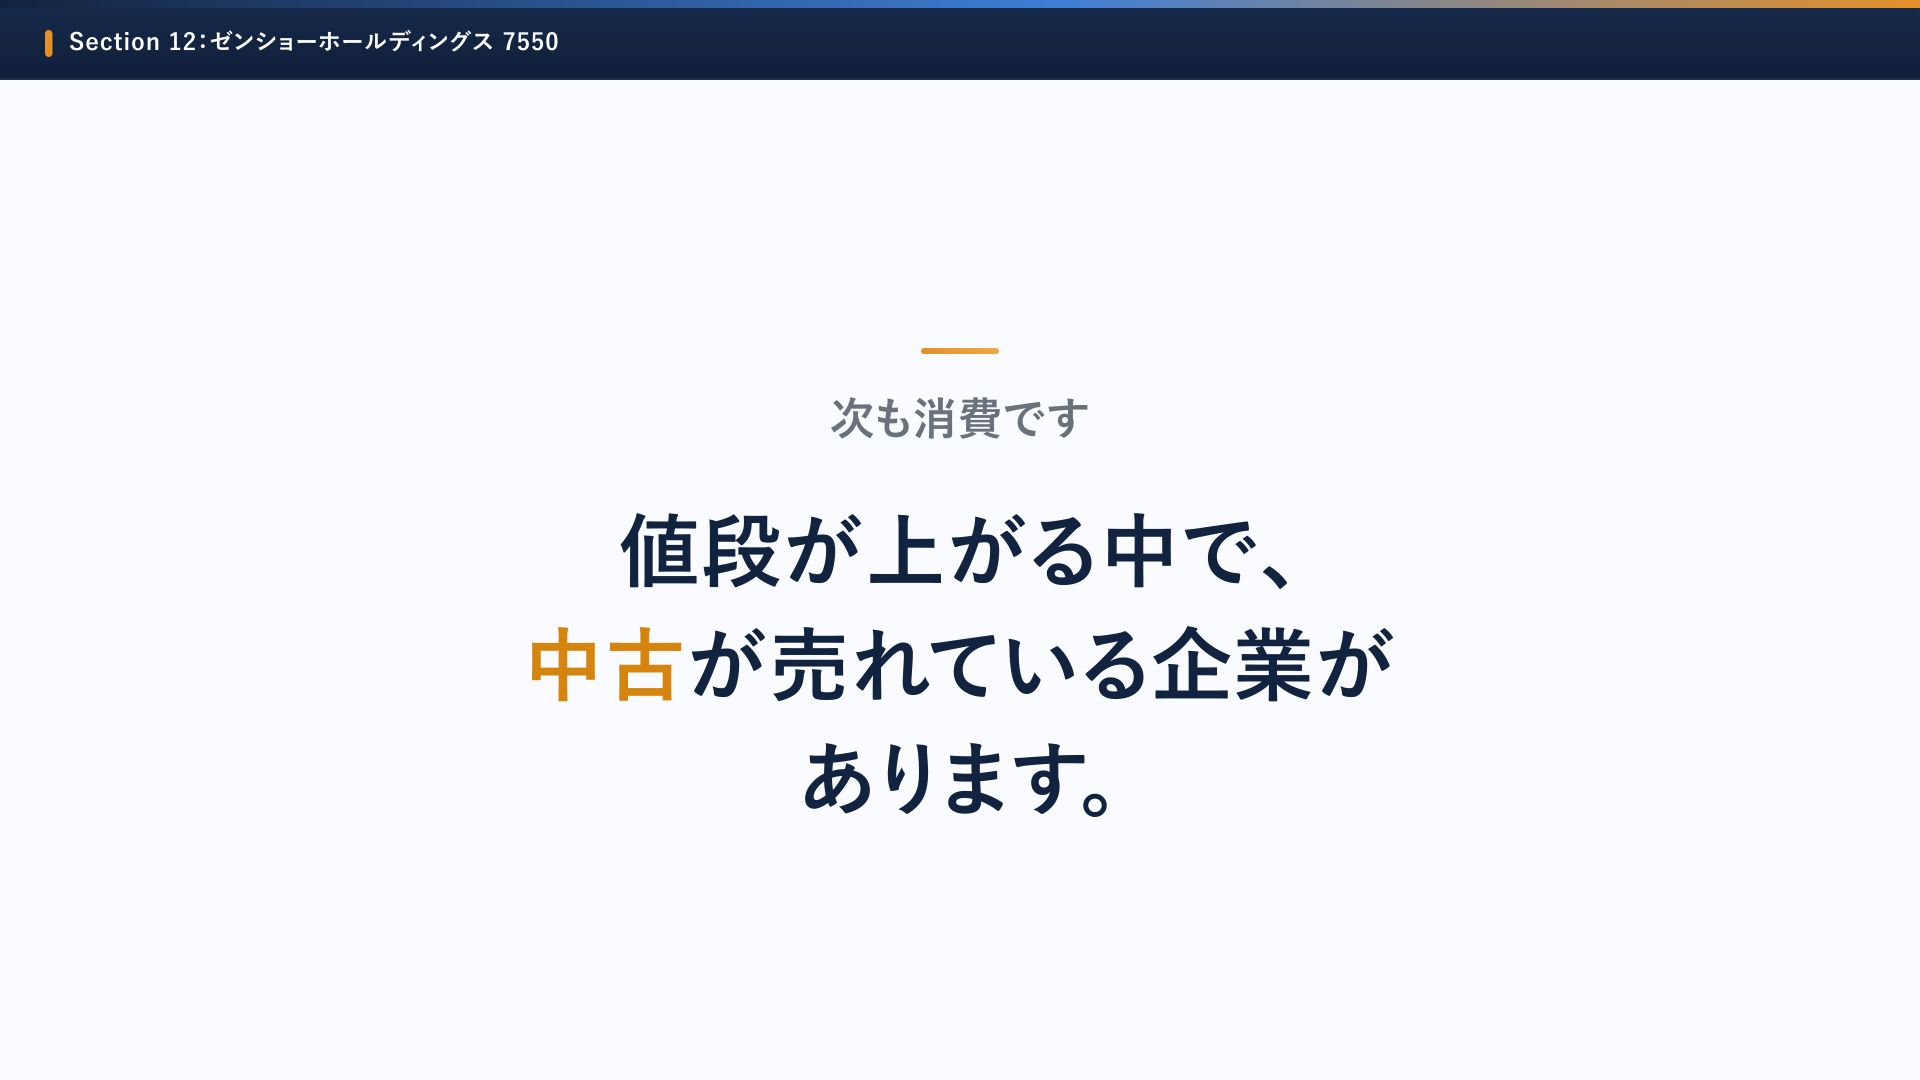 Section 12：ゼンショーホールディングス 7550
次も消費です
値段が上がる中で、
中古が売れている企業が
あります。